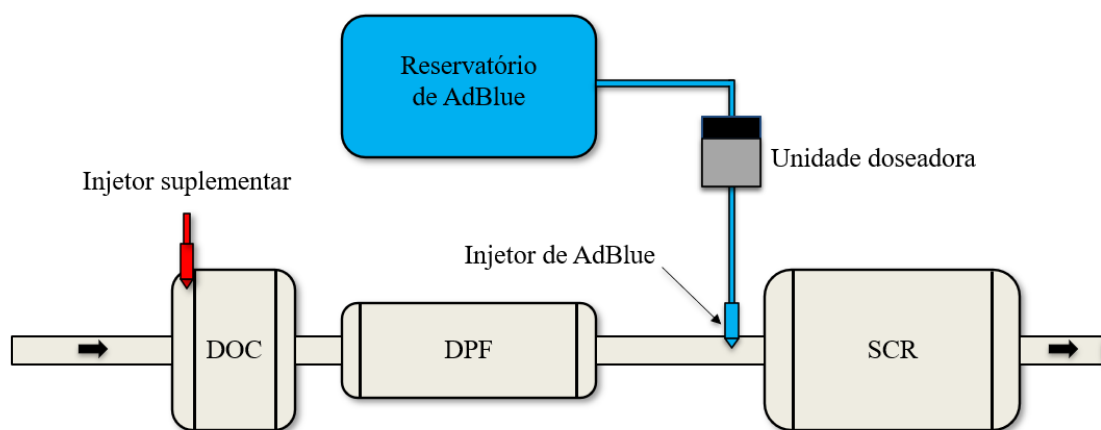 Reservatório
de AdBlue
Unidade doseadora
Injetor suplementar
Injetor de AdBlue
DOC
DPF
SCR